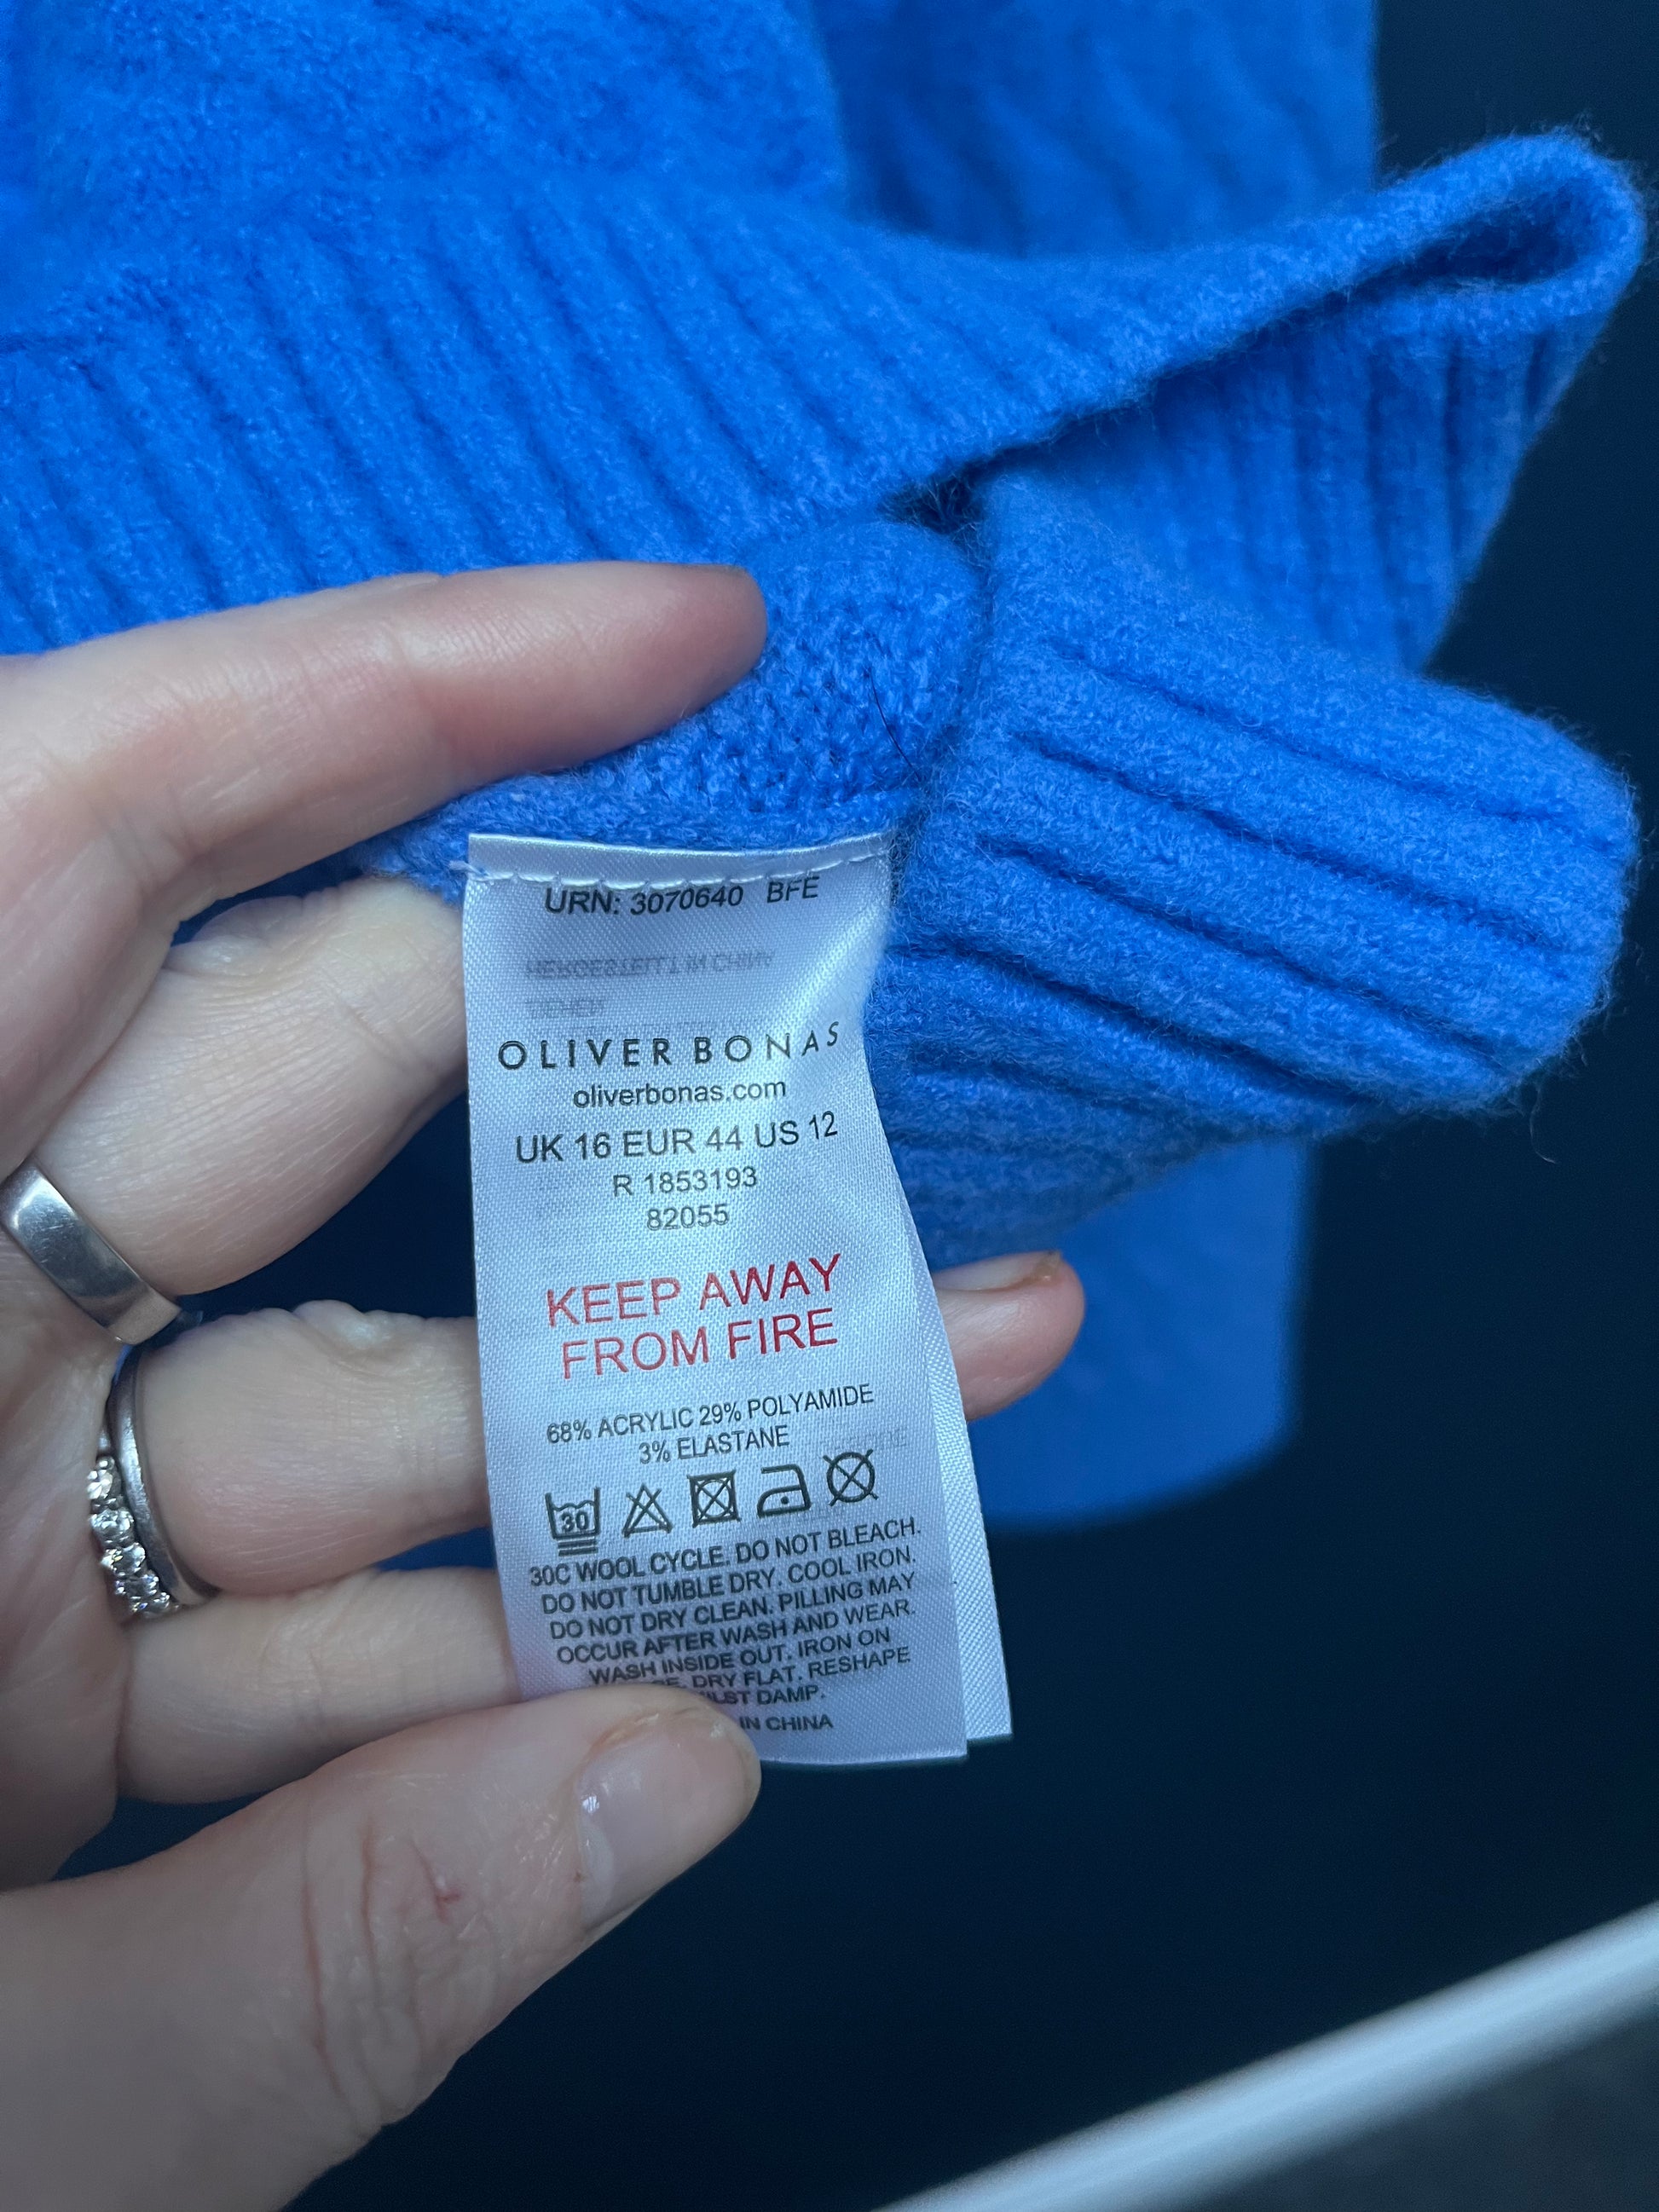 URN: 3070640 BFE
OLIVER BONAS
oliverbonas.com
UK 16 EUR 44 US 12
R 1853193
82055
KEEP AWAY
FROM FIRE
68% ACRYLIC 29% POLYAMIDE
3% ELASTANE
30
30C WOOL CYCLE. DO NOT BLEACH.
DO NOT TUMBLE DRY. COOL IRON.
DO NOT DRY CLEAN. PILLING MAY
OCCUR AFTER WASH AND WEAR.
WASH INSIDE OUT. IRON ON
DRY FLAT. RESHAPE
DAMP.
IN CHINA